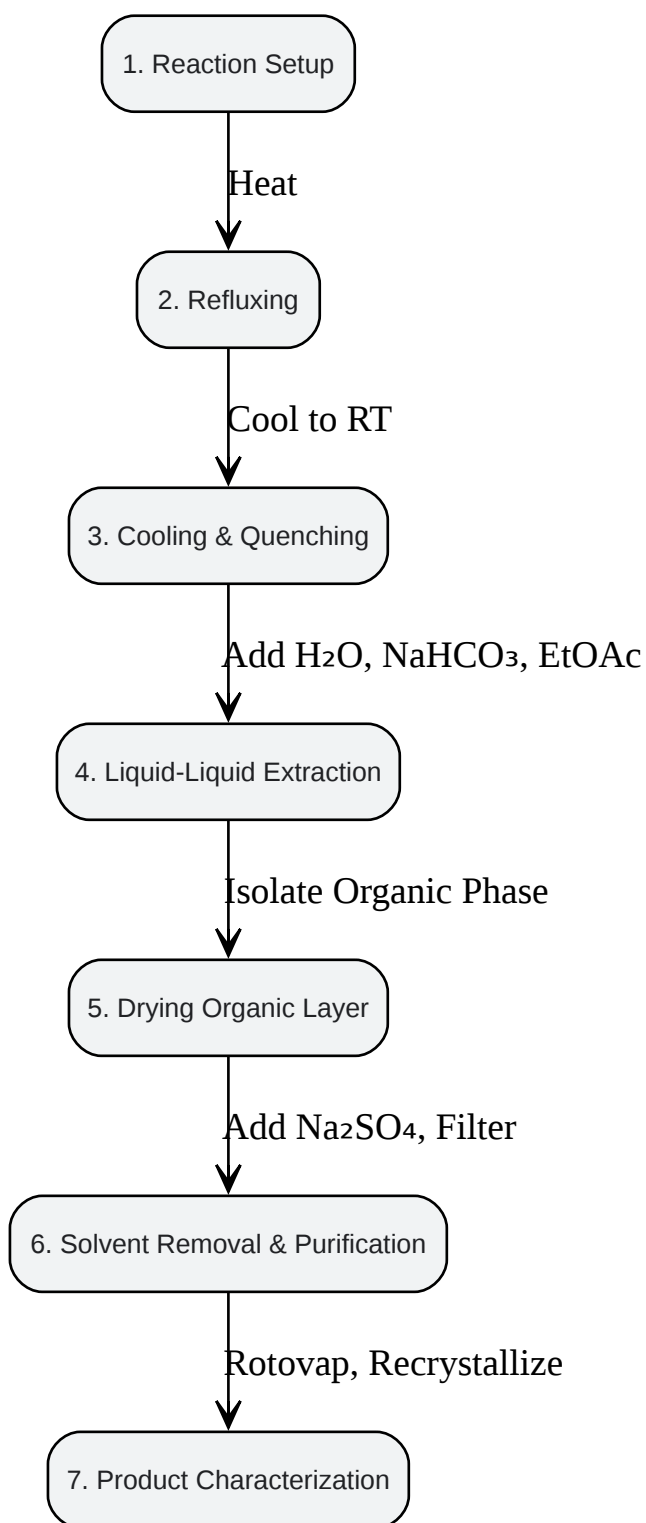 1. Reaction Setup
Heat
2. Refluxing
Cool to RT
3. Cooling & Quenching
Add H₂O, NaHCO₃, EtOAc
4. Liquid-Liquid Extraction
Isolate Organic Phase
5. Drying Organic Layer
Add Na₂SO₄, Filter
6. Solvent Removal & Purification
Rotovap, Recrystallize
7. Product Characterization